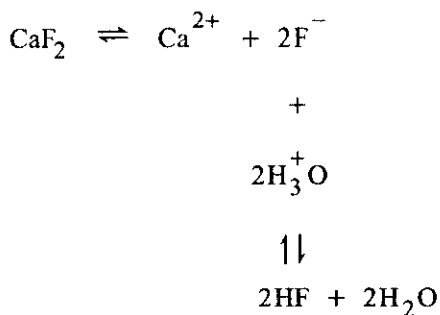 CaF₂ ⇌ Ca²⁺ + 2F⁻
+
2H₃⁺O
⥮
2HF + 2H₂O